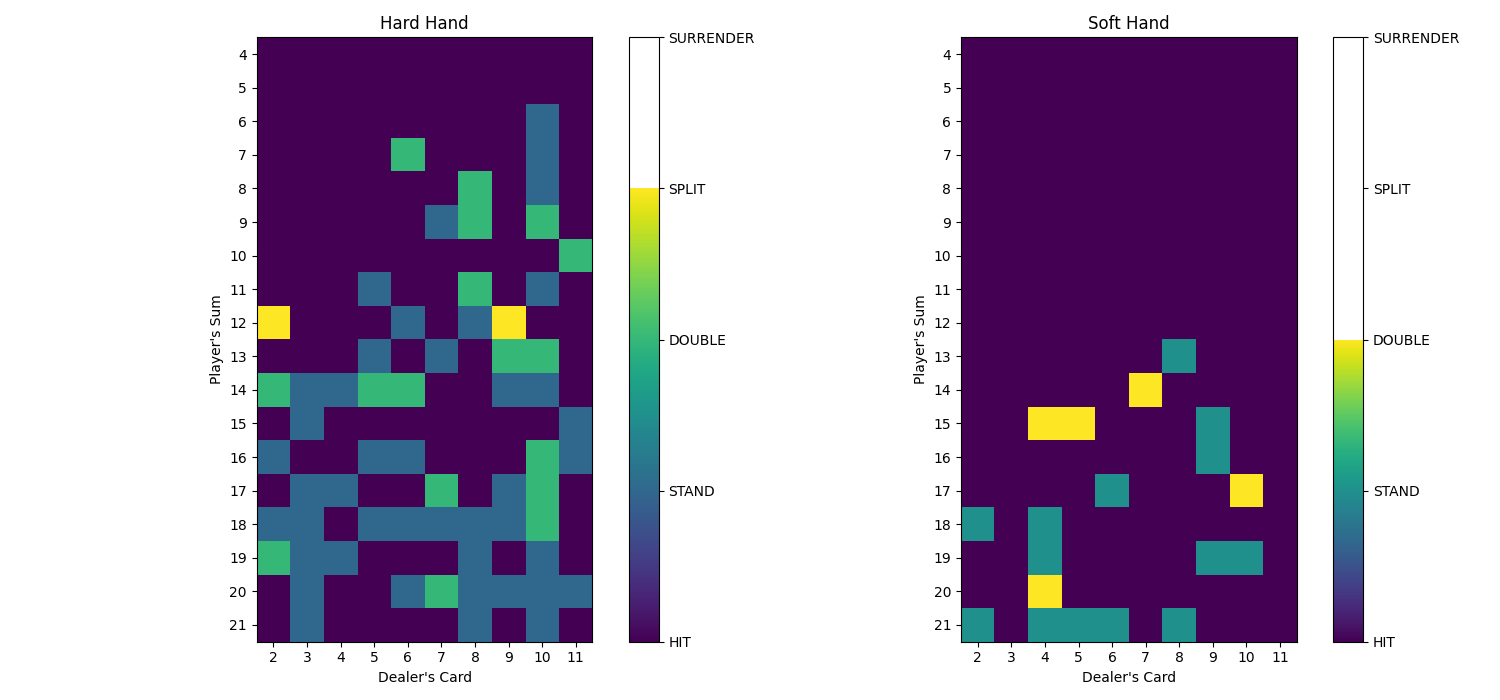 Hard Hand
Player's Sum
4
5
6
7
8
9
10
11
12
13
14
15
16
17
18
19
20
21
2 3 4 5 6 7 8 9 10 11
Dealer's Card
SURRENDER
SPLIT
DOUBLE
STAND
HIT
Soft Hand
Player's Sum
4
5
6
7
8
9
10
11
12
13
14
15
16
17
18
19
20
21
2 3 4 5 6 7 8 9 10 11
Dealer's Card
SURRENDER
SPLIT
DOUBLE
STAND
HIT